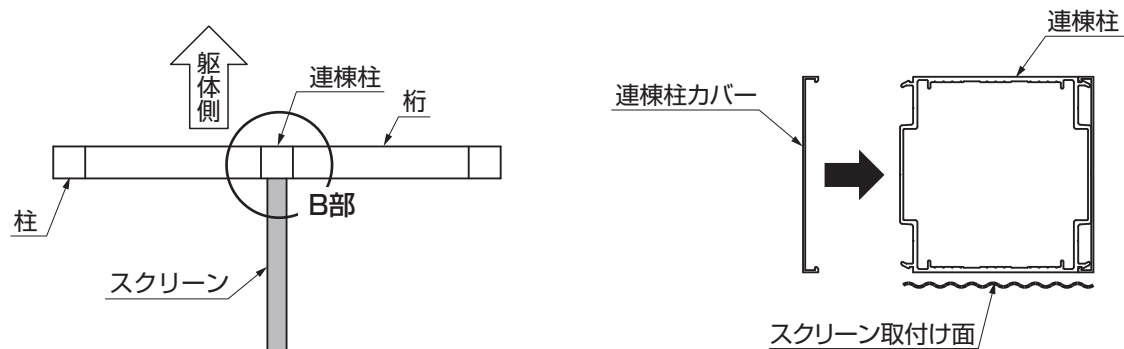 躯体側
連棟柱
桁
柱
B部
スクリーン
連棟柱
連棟柱カバー
スクリーン取付け面